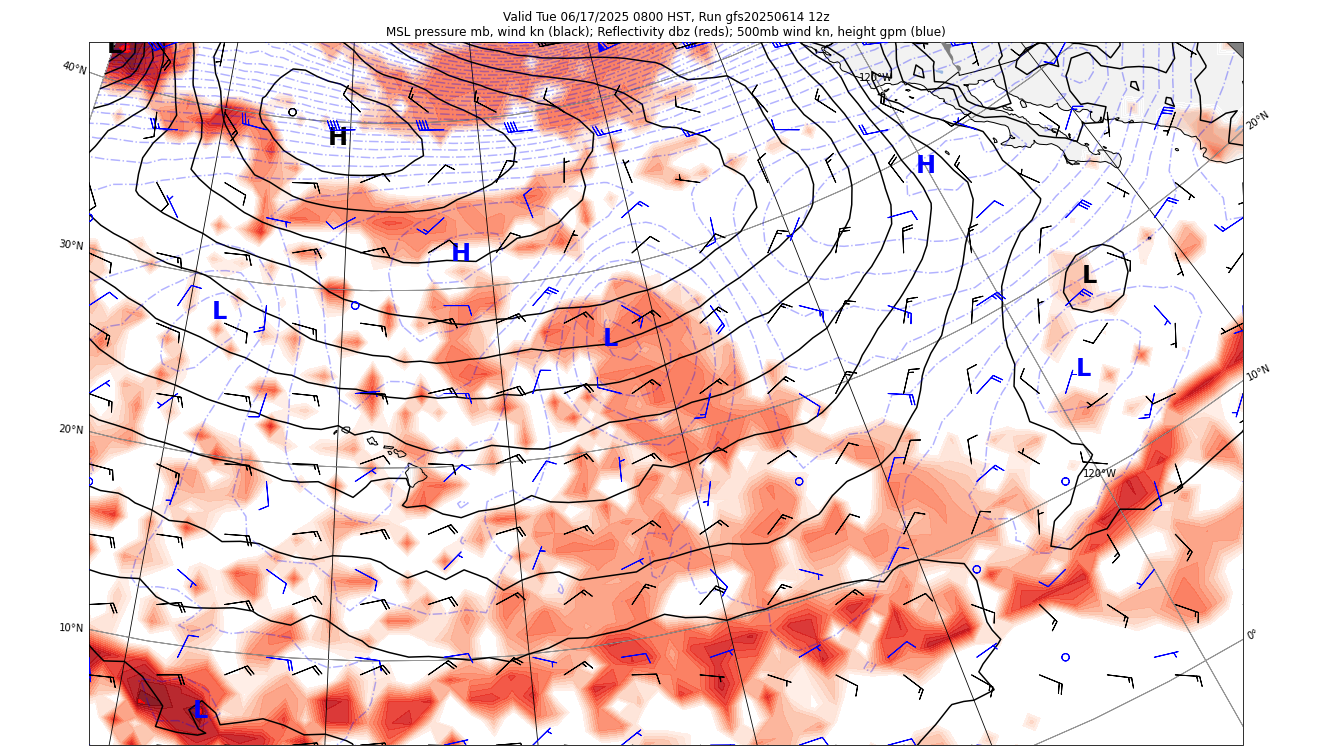 Valid Tue 06/17/2025 0800 HST, Run gfs20250614 12z
MSL pressure mb, wind kn (black); Reflectivity dbz (reds); 500mb wind kn, height gpm (blue)
L
40°N
120°W
20°N
H
H
30°N
H
L
L
L
10°N
L
20°N
120°W
10°N
0°
L